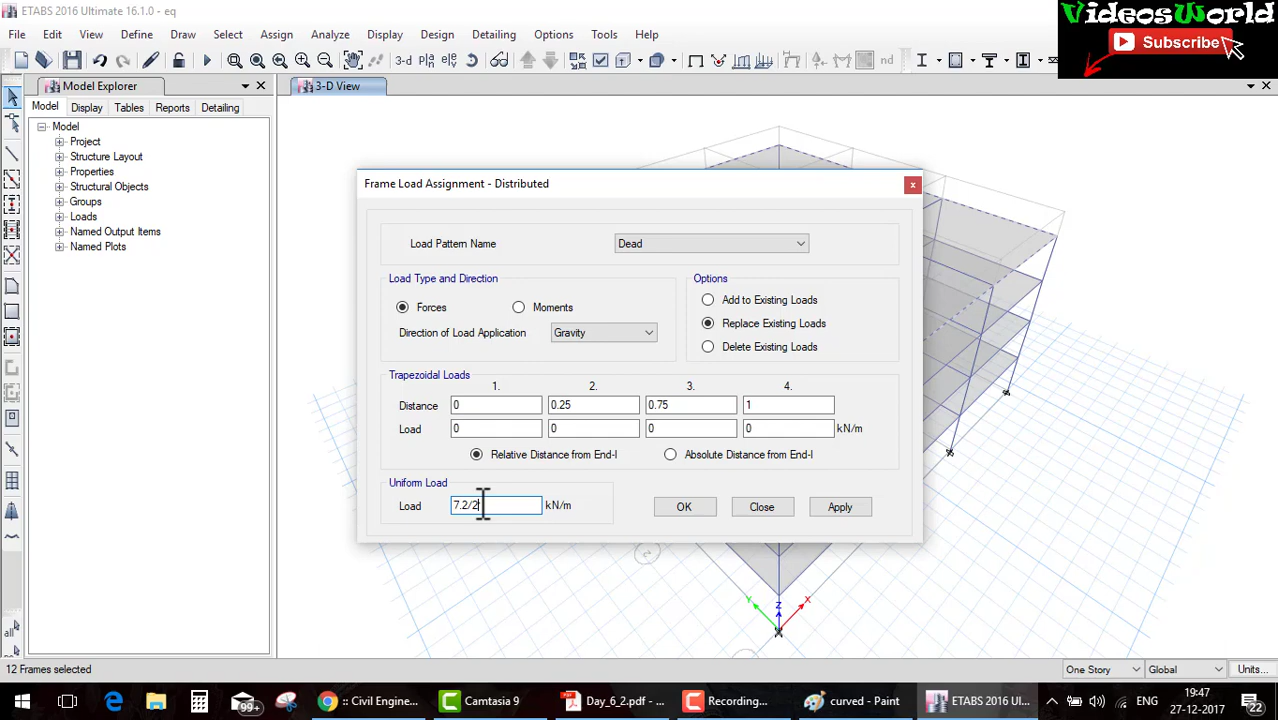 ETABS 2016 Ultimate 16.1.0 - eq
VideosWorld
Subscribe
File Edit View Define Draw Select Assign Analyze Display Design Detailing Options Tools Help
3-d
nd
Model Explorer
3-D View
Model Display Tables Reports Detailing
Model
Project
Structure Layout
Properties
Structural Objects
Groups
Loads
Named Output Items
Named Plots
Frame Load Assignment - Distributed
Load Pattern Name Dead
Load Type and Direction
Forces Moments
Direction of Load Application Gravity
Options
Add to Existing Loads
Replace Existing Loads
Delete Existing Loads
Trapezoidal Loads
1. 2. 3. 4.
Distance 0 0.25 0.75 1
Load 0 0 0 0 kN/m
Relative Distance from End-I Absolute Distance from End-I
Uniform Load
Load 7.2/2 kN/m
OK Close Apply
Y Z X
all
12 Frames selected
One Story Global Units...
99+
:: Civil Engine...
Camtasia 9
Day_6_2.pdf - ...
Recording...
curved - Paint
ETABS 2016 Ul...
ENG
19:47
27-12-2017
22